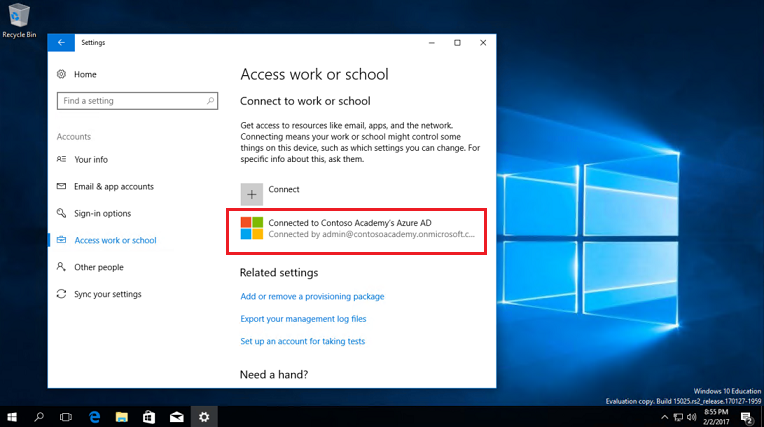 Recycle Bin
Settings
Home
Find a setting
Accounts
Your info
Email & app accounts
Sign-in options
Access work or school
Other people
Sync your settings
Access work or school
Connect to work or school
Get access to resources like email, apps, and the network.
Connecting means your work or school might control some
things on this device, such as which settings you can change. For
specific info about this, ask them.
Connect
Connected to Contoso Academy's Azure AD
Connected by admin@contosoacademy.onmicrosoft.c...
Related settings
Add or remove a provisioning package
Export your management log files
Set up an account for taking tests
Need a hand?
Windows 10 Education
Evaluation copy. Build 15025.rs2_release.170127-1959
8:55 PM
2/2/2017
2